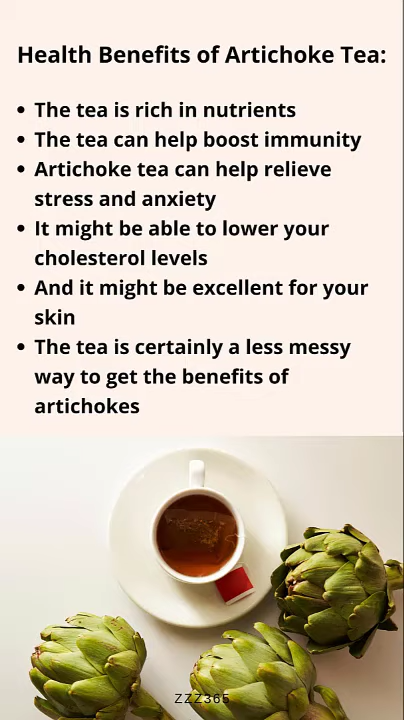 Health Benefits of Artichoke Tea:
• The tea is rich in nutrients
• The tea can help boost immunity
• Artichoke tea can help relieve
stress and anxiety
• It might be able to lower your
cholesterol levels
• And it might be excellent for your
skin
• The tea is certainly a less messy
way to get the benefits of
artichokes
ZZZ365